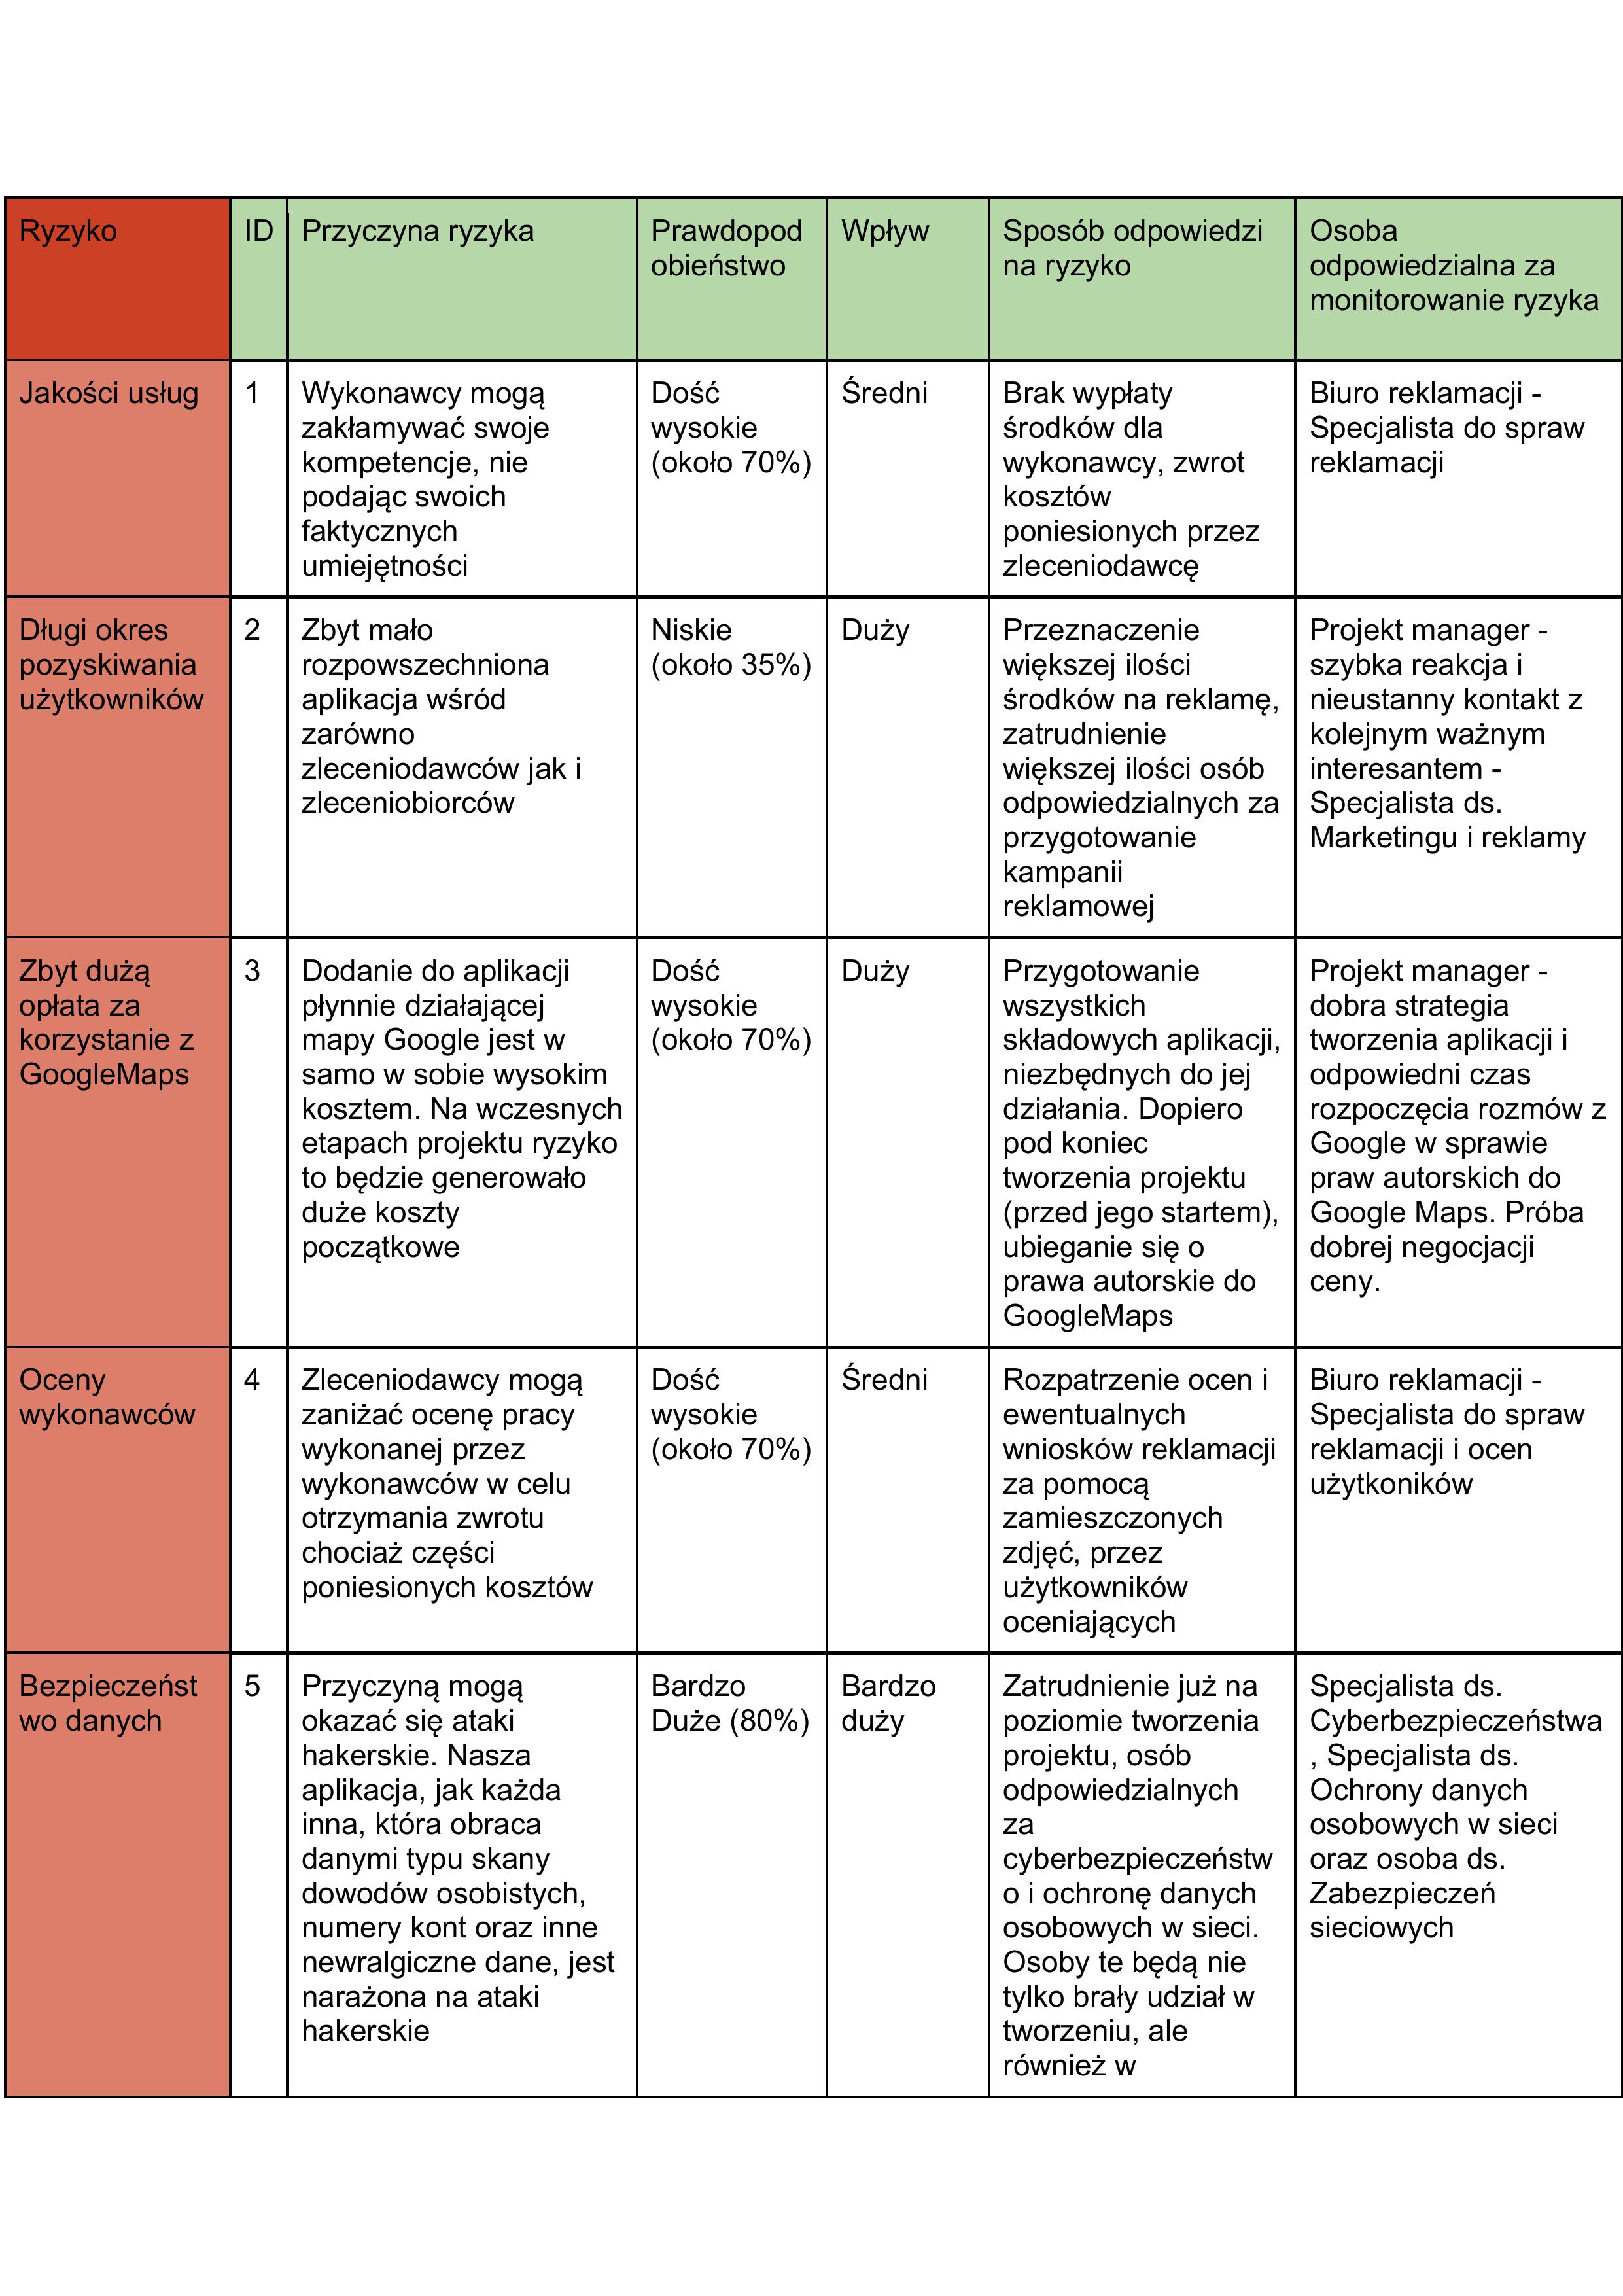 Ryzyko
ID
Przyczyna ryzyka
Prawdopod
obieństwo
Wpływ
Sposób odpowiedzi
na ryzyko
Osoba
odpowiedzialna za
monitorowanie ryzyka
Jakości usług
1
Wykonawcy mogą
zakłamywać swoje
kompetencje, nie
podając swoich
faktycznych
umiejętności
Dość
wysokie
(około 70%)
Średni
Brak wypłaty
środków dla
wykonawcy, zwrot
kosztów
poniesionych przez
zleceniodawcę
Biuro reklamacji -
Specjalista do spraw
reklamacji
Długi okres
pozyskiwania
użytkowników
2
Zbyt mało
rozpowszechniona
aplikacja wśród
zarówno
zleceniodawców jak i
zleceniobiorców
Niskie
(około 35%)
Duży
Przeznaczenie
większej ilości
środków na reklamę,
zatrudnienie
większej ilości osób
odpowiedzialnych za
przygotowanie
kampanii
reklamowej
Projekt manager -
szybka reakcja i
nieustanny kontakt z
kolejnym ważnym
interesantem -
Specjalista ds.
Marketingu i reklamy
Zbyt dużą
opłata za
korzystanie z
GoogleMaps
3
Dodanie do aplikacji
płynnie działającej
mapy Google jest w
samo w sobie wysokim
kosztem. Na wczesnych
etapach projektu ryzyko
to będzie generowało
duże koszty
początkowe
Dość
wysokie
(około 70%)
Duży
Przygotowanie
wszystkich
składowych aplikacji,
niezbędnych do jej
działania. Dopiero
pod koniec
tworzenia projektu
(przed jego startem),
ubieganie się o
prawa autorskie do
GoogleMaps
Projekt manager -
dobra strategia
tworzenia aplikacji i
odpowiedni czas
rozpoczęcia rozmów z
Google w sprawie
praw autorskich do
Google Maps. Próba
dobrej negocjacji
ceny.
Oceny
wykonawców
4
Zleceniodawcy mogą
zaniżać ocenę pracy
wykonanej przez
wykonawców w celu
otrzymania zwrotu
chociaż części
poniesionych kosztów
Dość
wysokie
(około 70%)
Średni
Rozpatrzenie ocen i
ewentualnych
wniosków reklamacji
za pomocą
zamieszczonych
zdjęć, przez
użytkowników
oceniających
Biuro reklamacji -
Specjalista do spraw
reklamacji i ocen
użytkoników
Bezpieczeńst
wo danych
5
Przyczyną mogą
okazać się ataki
hakerskie. Nasza
aplikacja, jak każda
inna, która obraca
danymi typu skany
dowodów osobistych,
numery kont oraz inne
newralgiczne dane, jest
narażona na ataki
hakerskie
Bardzo
Duże (80%)
Bardzo
duży
Zatrudnienie już na
poziomie tworzenia
projektu, osób
odpowiedzialnych
za
cyberbezpieczeństw
o i ochronę danych
osobowych w sieci.
Osoby te będą nie
tylko brały udział w
tworzeniu, ale
również w
Specjalista ds.
Cyberbezpieczeństwa
, Specjalista ds.
Ochrony danych
osobowych w sieci
oraz osoba ds.
Zabezpieczeń
sieciowych